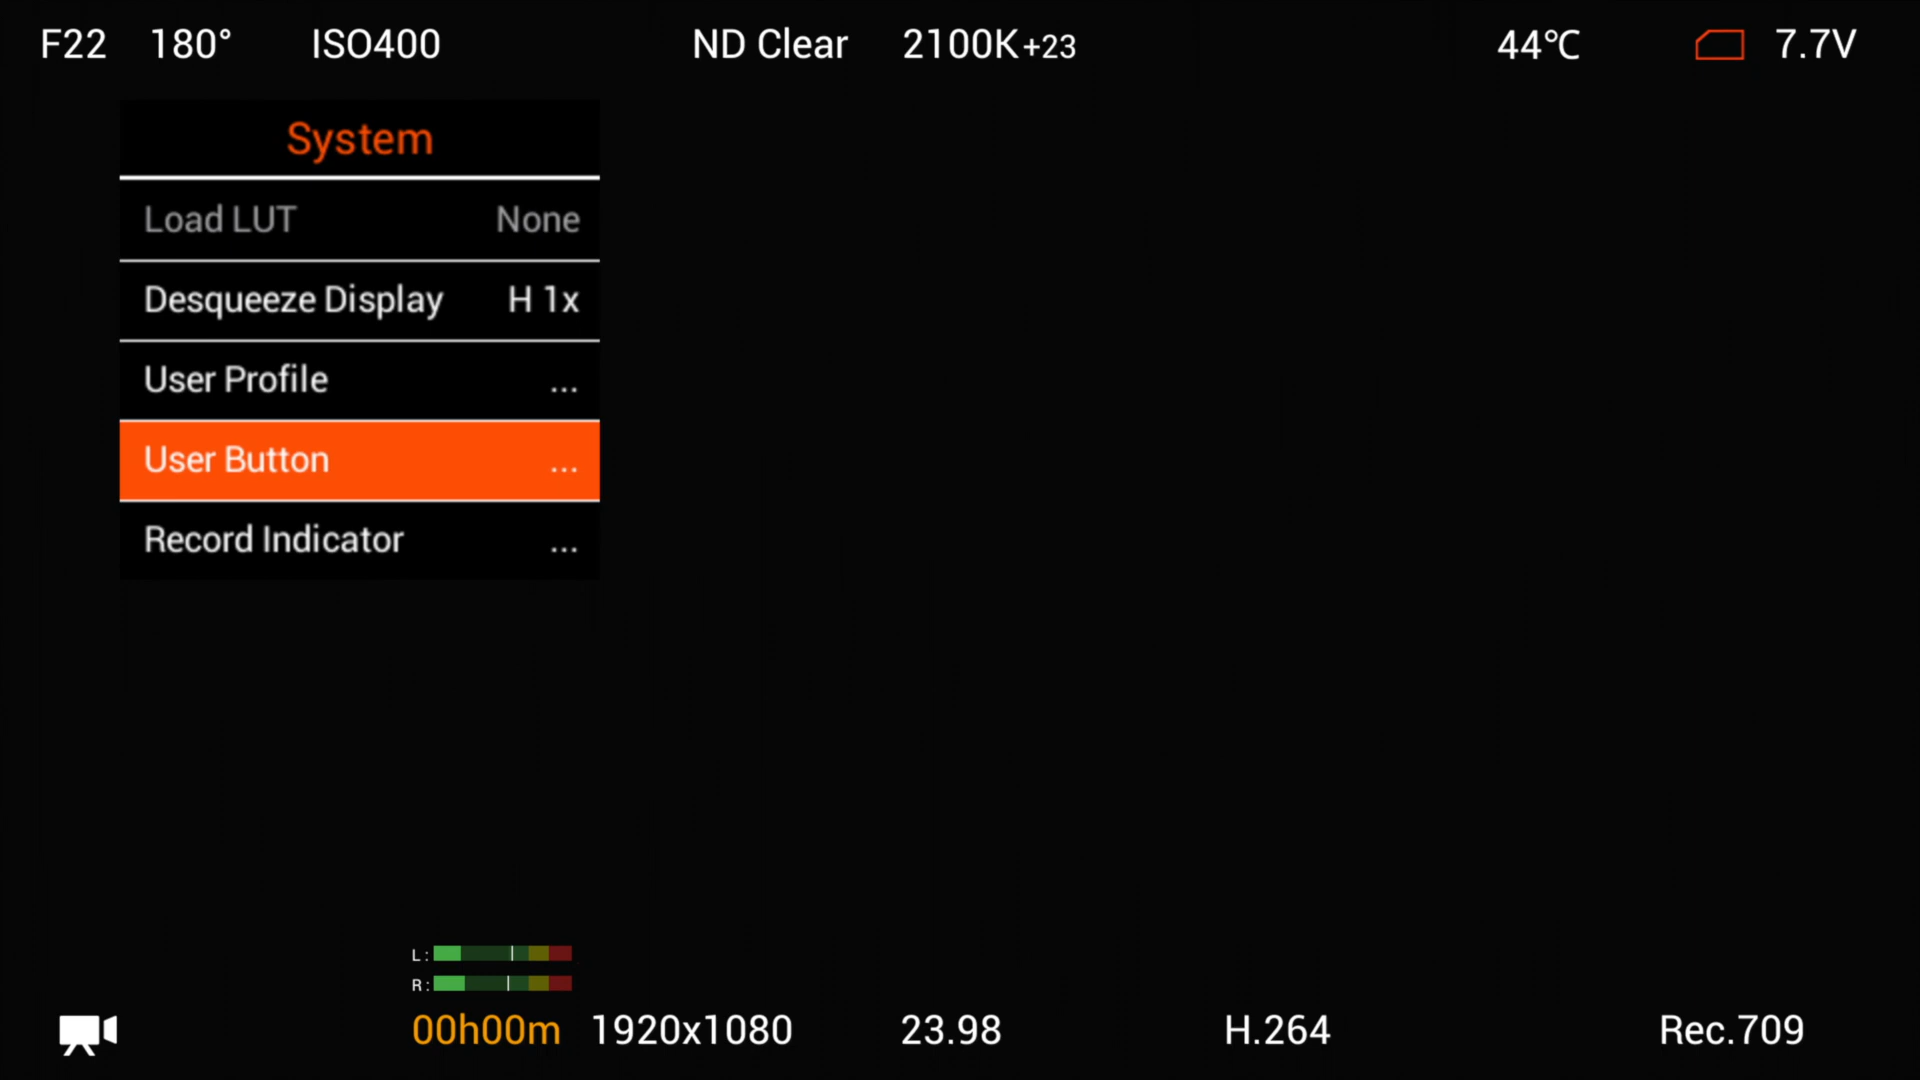 F22 180° ISO400 ND Clear 2100K+23 44°C 7.7V
System
Load LUT None
Desqueeze Display H 1x
User Profile ...
User Button ...
Record Indicator ...
L:
R:
00h00m 1920x1080 23.98 H.264 Rec.709